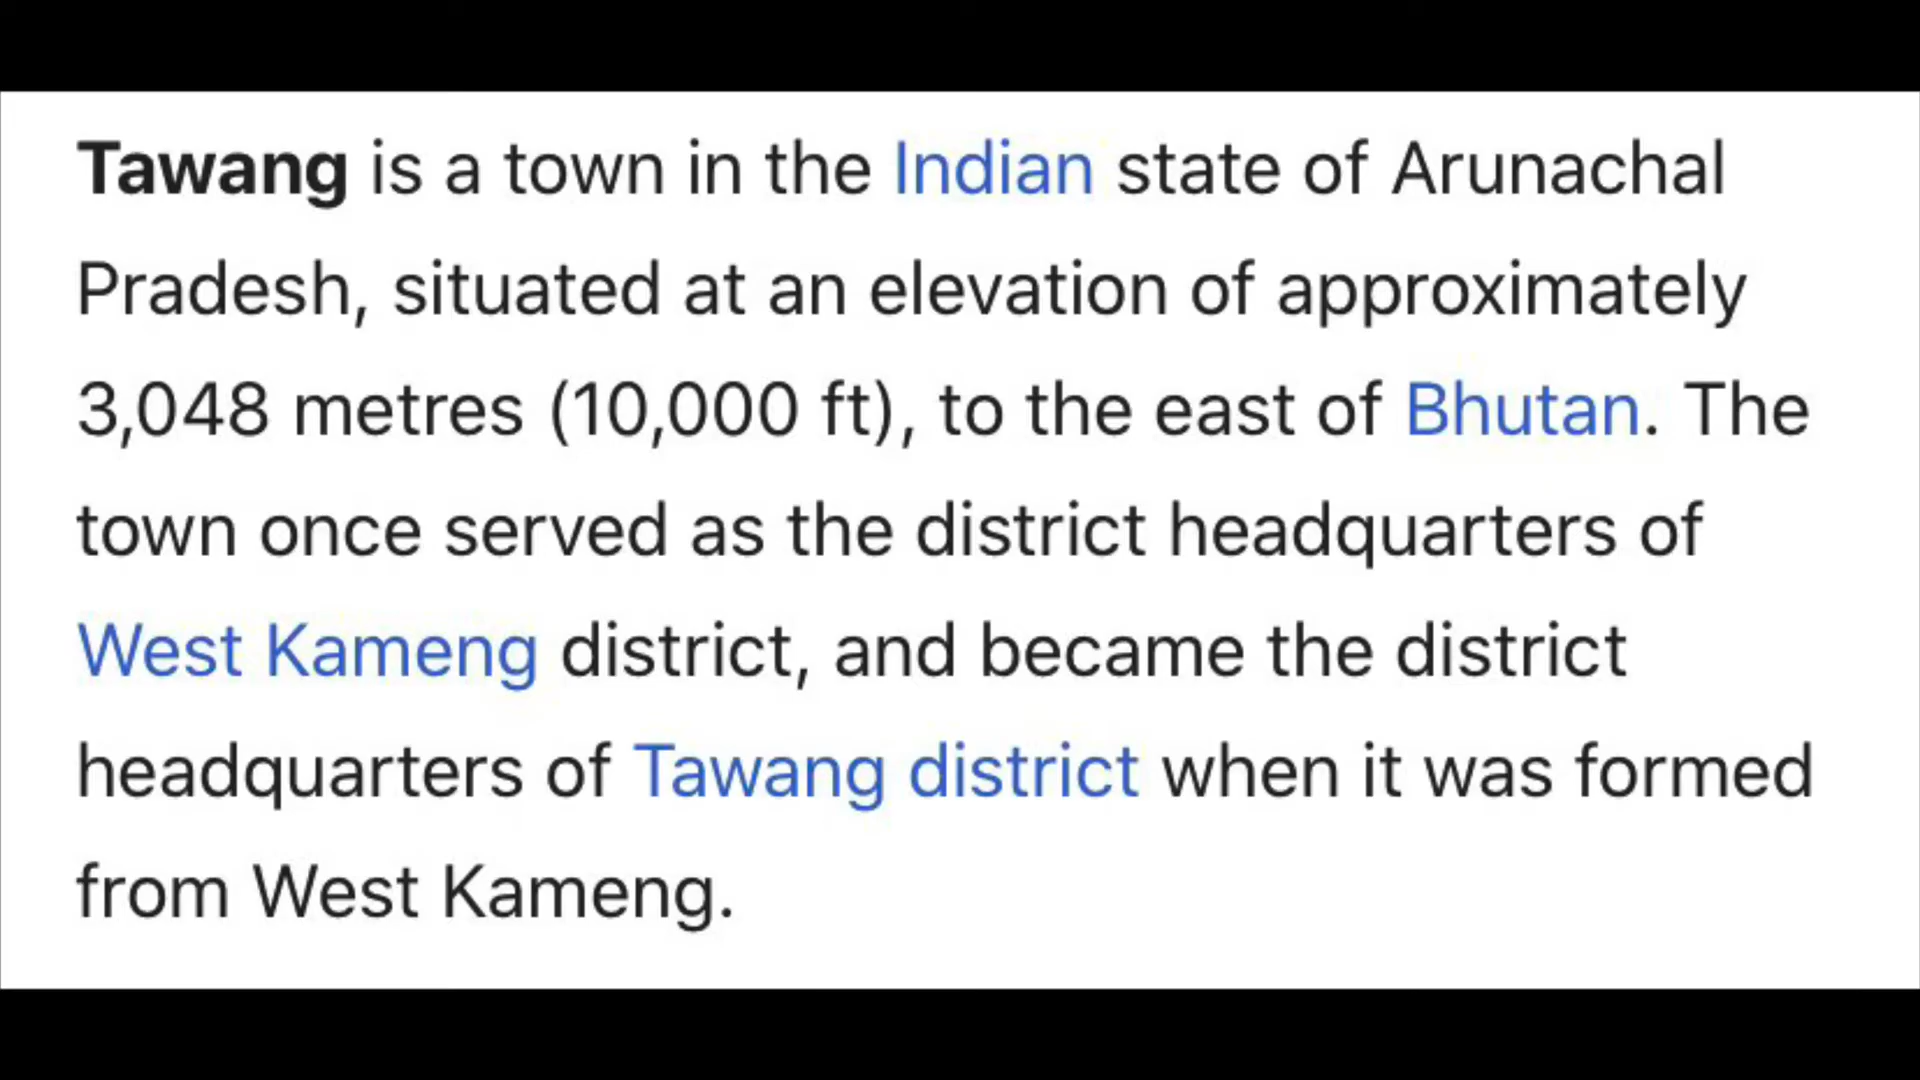 Tawang is a town in the Indian state of Arunachal
Pradesh, situated at an elevation of approximately
3,048 metres (10,000 ft), to the east of Bhutan. The
town once served as the district headquarters of
West Kameng district, and became the district
headquarters of Tawang district when it was formed
from West Kameng.